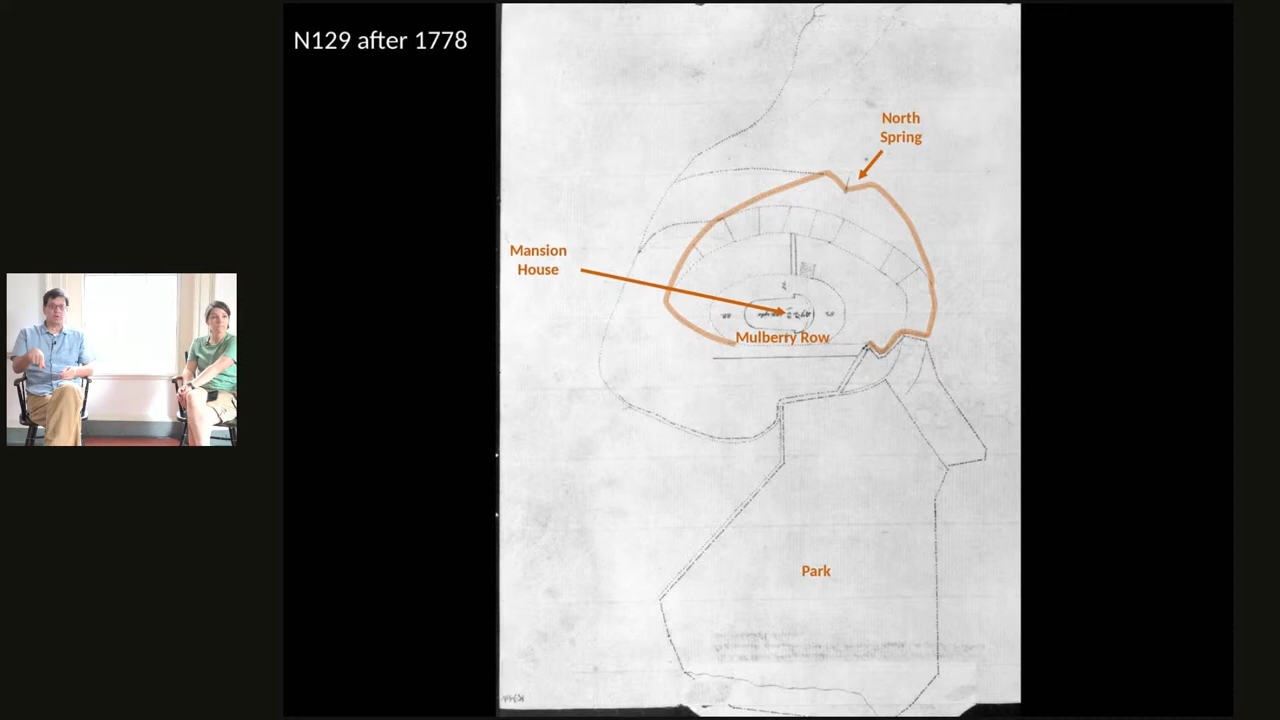 N129 after 1778
North
Spring
Mansion
House
Mulberry Row
Park